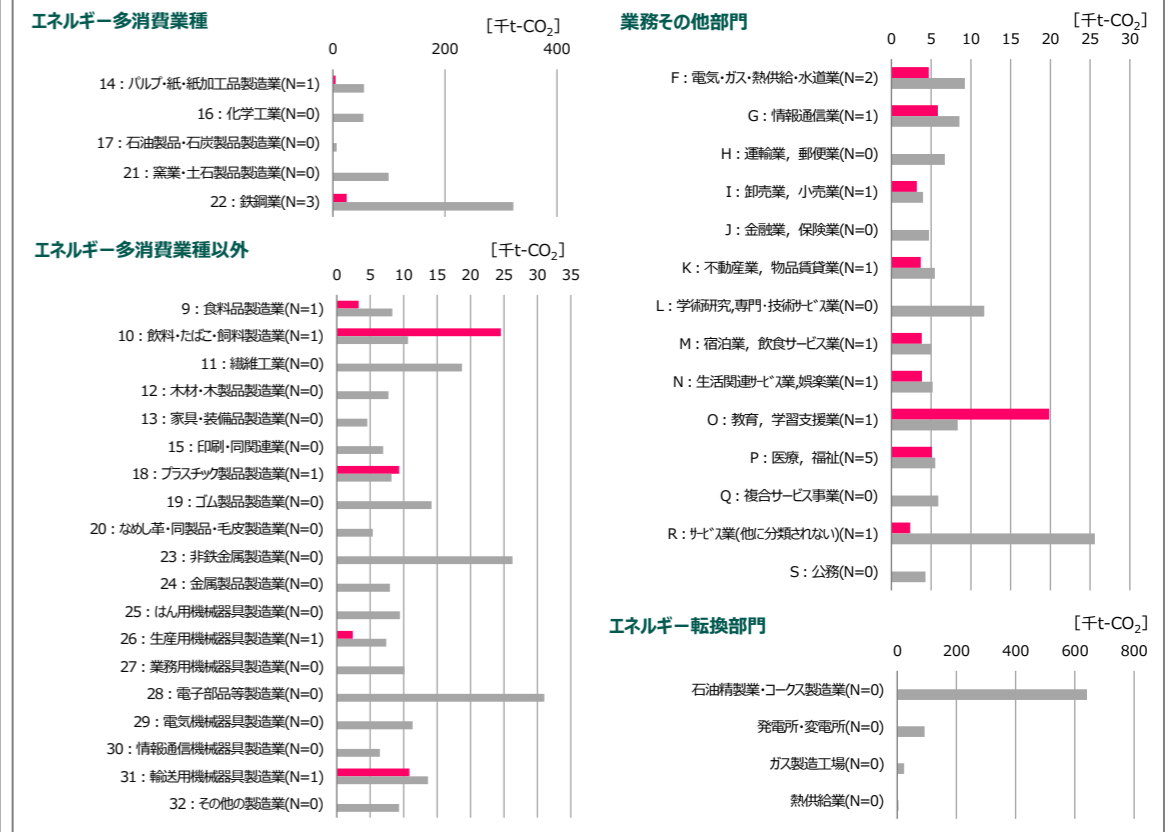 エネルギー多消費業種
[千t-CO₂]
0 200 400
14：パルプ・紙・紙加工品製造業(N=1)
16：化学工業(N=0)
17：石油製品・石炭製品製造業(N=0)
21：窯業・土石製品製造業(N=0)
22：鉄鋼業(N=3)
エネルギー多消費業種以外
[千t-CO₂]
0 5 10 15 20 25 30 35
9：食料品製造業(N=1)
10：飲料・たばこ・飼料製造業(N=1)
11：繊維工業(N=0)
12：木材・木製品製造業(N=0)
13：家具・装備品製造業(N=0)
15：印刷・同関連業(N=0)
18：プラスチック製品製造業(N=1)
19：ゴム製品製造業(N=0)
20：なめし革・同製品・毛皮製造業(N=0)
23：非鉄金属製造業(N=0)
24：金属製品製造業(N=0)
25：はん用機械器具製造業(N=0)
26：生産用機械器具製造業(N=1)
27：業務用機械器具製造業(N=0)
28：電子部品等製造業(N=0)
29：電気機械器具製造業(N=0)
30：情報通信機械器具製造業(N=0)
31：輸送用機械器具製造業(N=1)
32：その他の製造業(N=0)
業務その他部門
[千t-CO₂]
0 5 10 15 20 25 30
F：電気・ガス・熱供給・水道業(N=2)
G：情報通信業(N=1)
H：運輸業，郵便業(N=0)
I：卸売業，小売業(N=1)
J：金融業，保険業(N=0)
K：不動産業，物品賃貸業(N=1)
L：学術研究,専門・技術ｻｰﾋﾞｽ業(N=0)
M：宿泊業，飲食サービス業(N=1)
N：生活関連ｻｰﾋﾞｽ業,娯楽業(N=1)
O：教育，学習支援業(N=1)
P：医療，福祉(N=5)
Q：複合サービス事業(N=0)
R：ｻｰﾋﾞｽ業(他に分類されない)(N=1)
S：公務(N=0)
エネルギー転換部門
[千t-CO₂]
0 200 400 600 800
石油精製業・コークス製造業(N=0)
発電所・変電所(N=0)
ガス製造工場(N=0)
熱供給業(N=0)